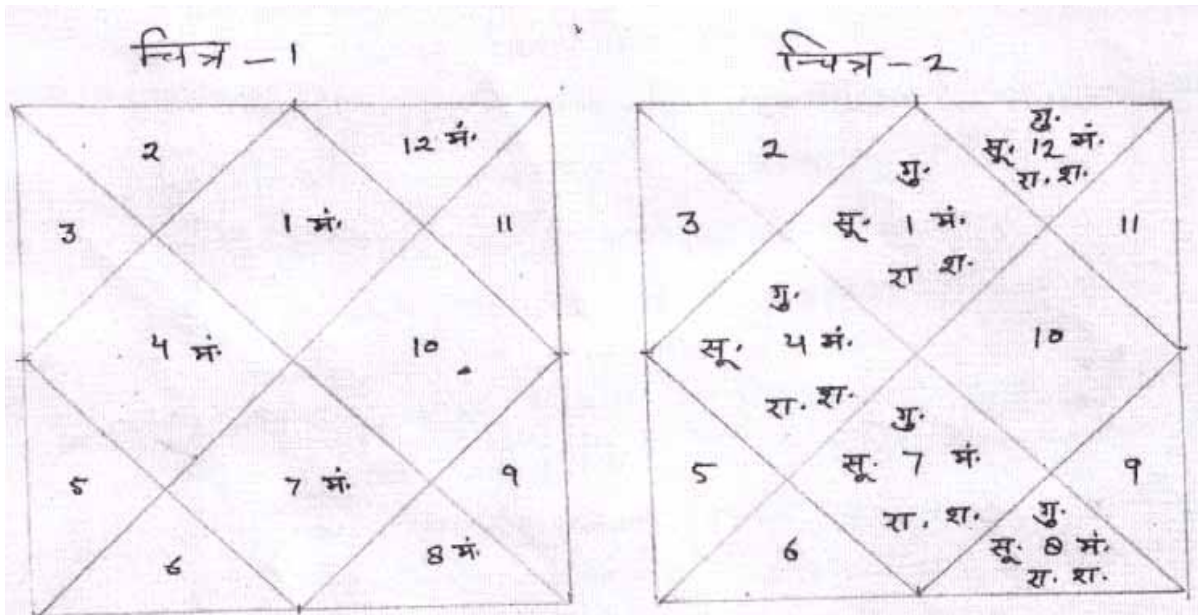 चित्र - 1
2
12 मं.
3
1 मं.
11
4 मं.
10
5
7 मं.
9
6
8 मं.
चित्र - 2
2
गु.
सू. 12 मं.
रा. श.
3
गु.
सू. 1 मं.
रा श.
11
गु.
सू. 4 मं.
रा. श.
10
5
गु.
सू. 7 मं.
रा. श.
9
6
गु.
सू. 8 मं.
रा. श.